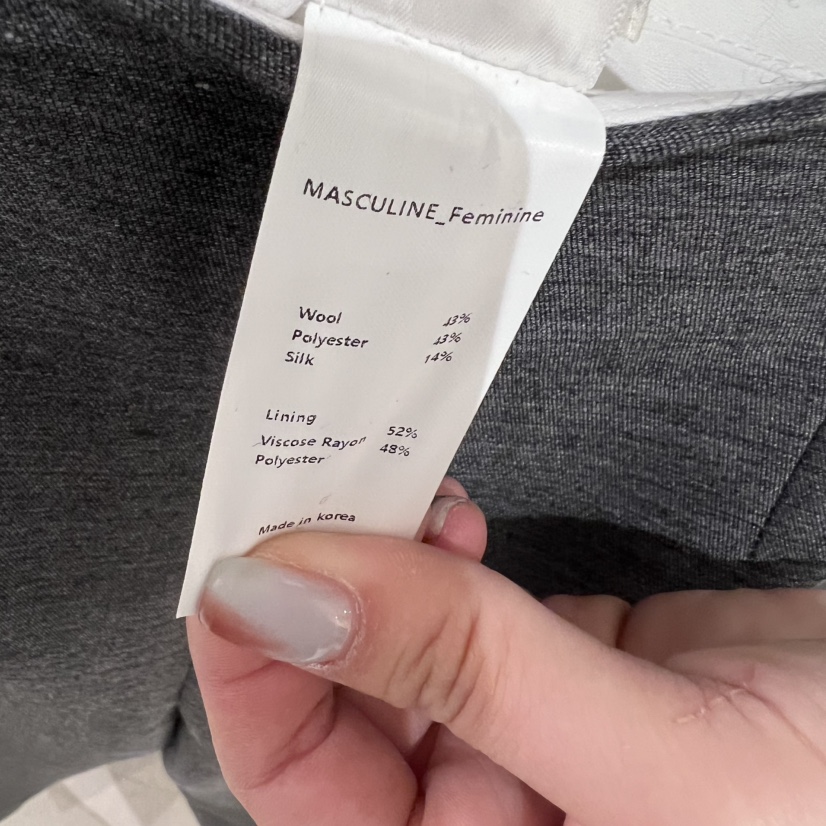 MASCULINE_Feminine
Wool 43%
Polyester 43%
Silk 14%
Lining
Viscose Rayon 52%
Polyester 48%
Made in korea